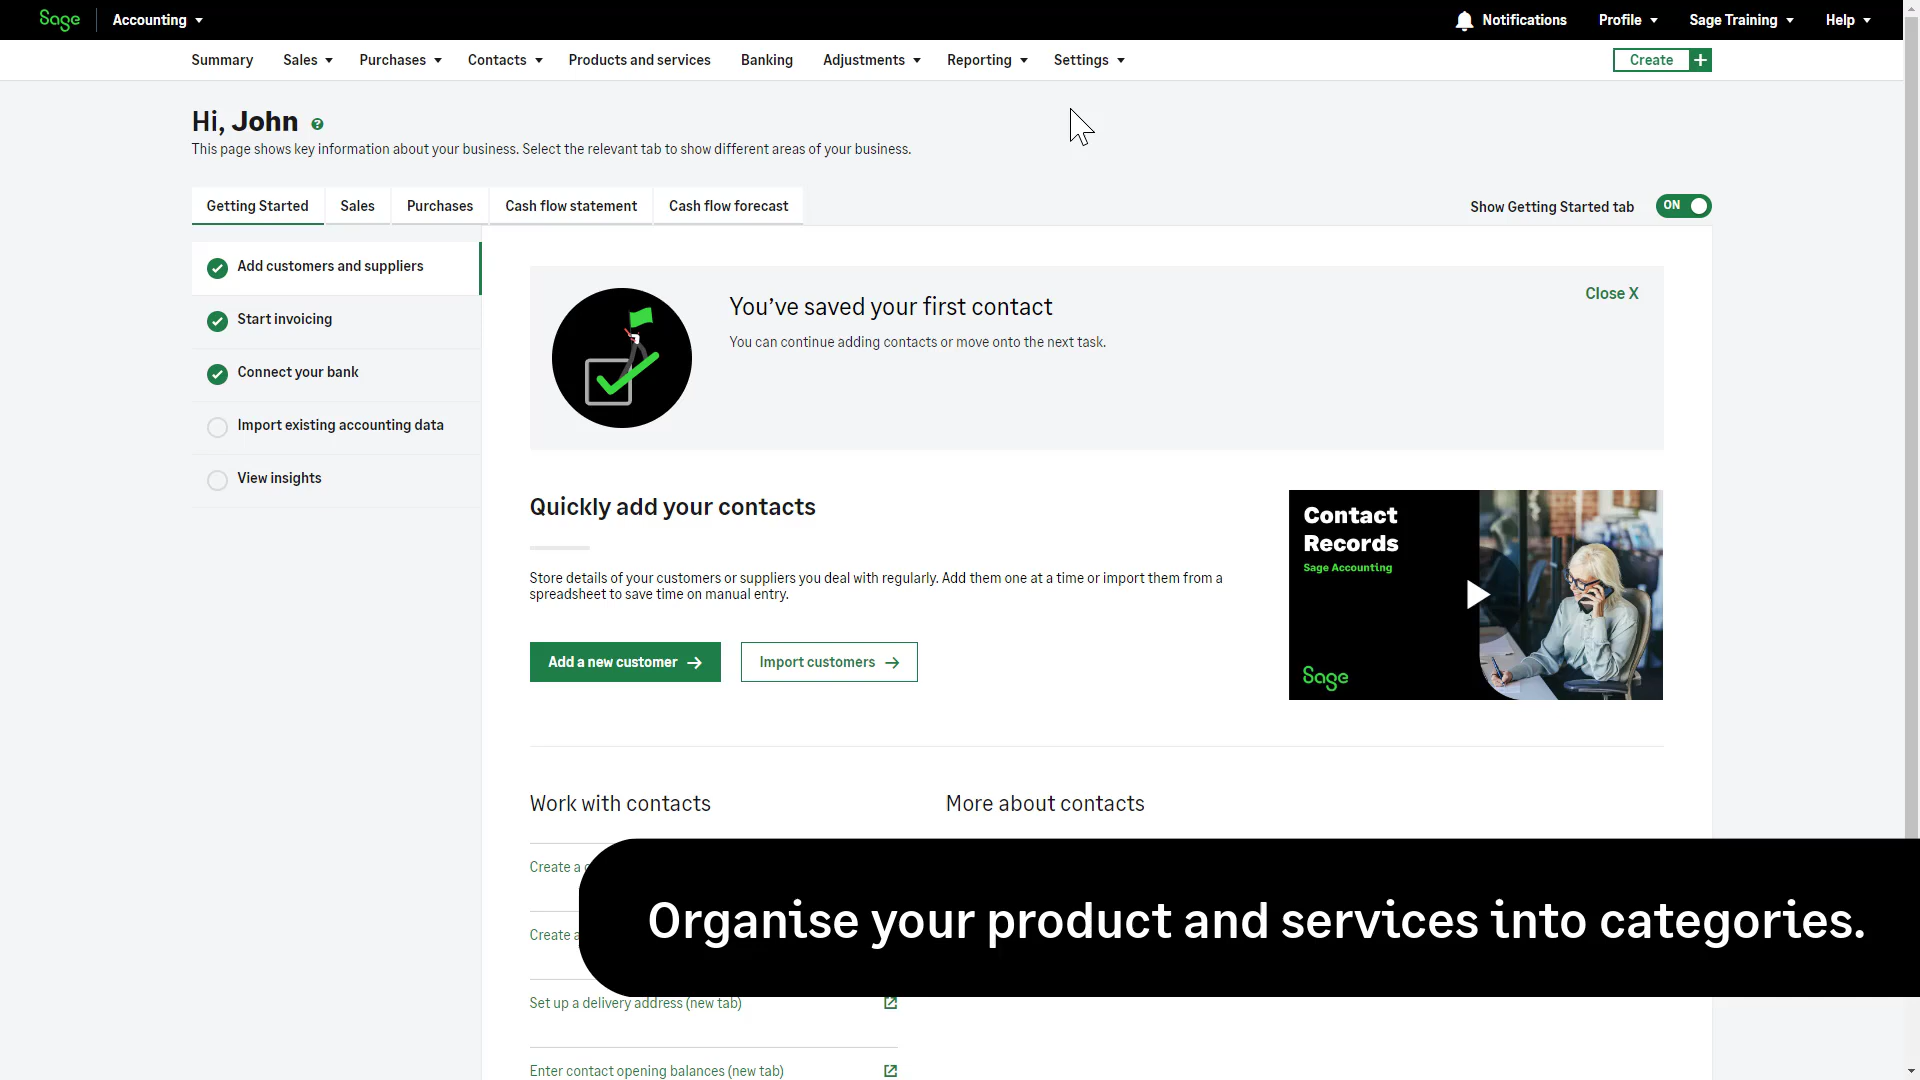 Sage
Accounting
Notifications
Profile
Sage Training
Help
Summary
Sales
Purchases
Contacts
Products and services
Banking
Adjustments
Reporting
Settings
Create
Hi, John
This page shows key information about your business. Select the relevant tab to show different areas of your business.
Getting Started
Sales
Purchases
Cash flow statement
Cash flow forecast
Show Getting Started tab
ON
Add customers and suppliers
Start invoicing
Connect your bank
Import existing accounting data
View insights
You've saved your first contact
Close X
You can continue adding contacts or move onto the next task.
Quickly add your contacts
Store details of your customers or suppliers you deal with regularly. Add them one at a time or import them from a
spreadsheet to save time on manual entry.
Add a new customer
Import customers
Contact
Records
Sage Accounting
Sage
Work with contacts
More about contacts
Create a
Create a
Set up a delivery address (new tab)
Enter contact opening balances (new tab)
Organise your product and services into categories.